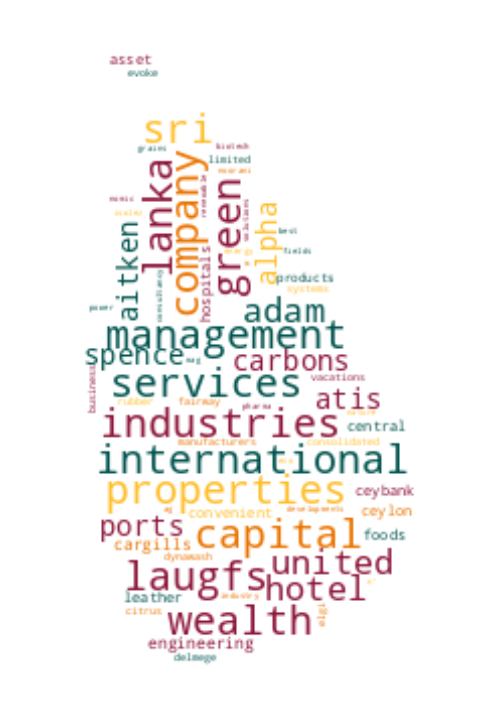 asset
evoke
sri
grains
biotech
limited
lanka
company
green
renewable
solutions
alpha
aitken
hospitals
consultancy
best
fields
energy
products
systems
power
adam
management
spence
carbons
business
services
vacations
atis
rubber
fairway
pharma
industries
central
manufacturers
consolidated
international
properties
ceybank
convenient
developments
ceylon
ports
capital
foods
cargills
dynawash
united
laugfs
hotel
leather
industry
citrus
wealth
elgi
engineering
delmege